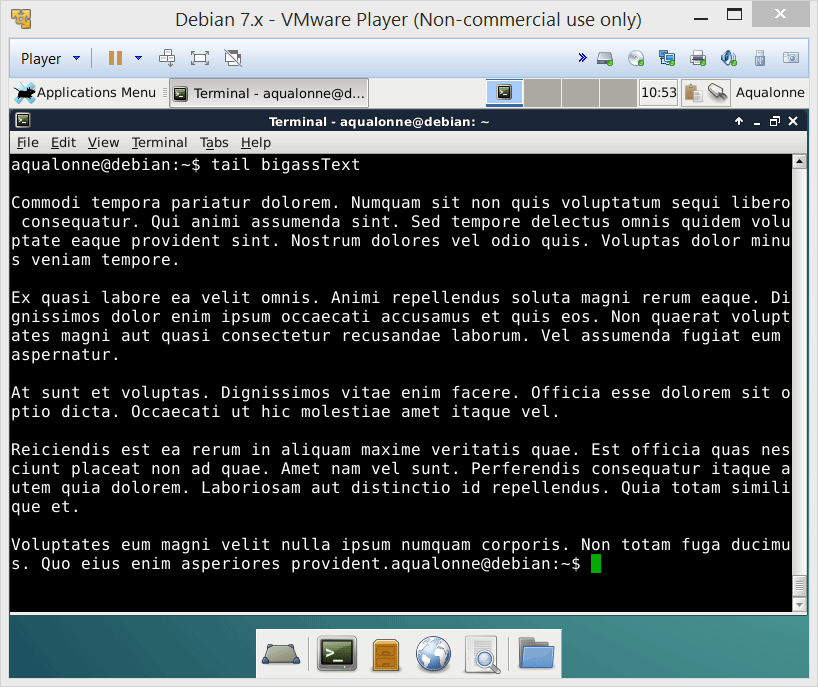 Debian 7.x - VMware Player (Non-commercial use only)
Player
Applications Menu
Terminal - aqualonne@d...
10:53
Aqualonne
Terminal - aqualonne@debian: ~
File Edit View Terminal Tabs Help
aqualonne@debian:~$ tail bigassText
Commodi tempora pariatur dolorem. Numquam sit non quis voluptatum sequi libero
consequatur. Qui animi assumenda sint. Sed tempore delectus omnis quidem volu
ptate eaque provident sint. Nostrum dolores vel odio quis. Voluptas dolor minu
s veniam tempore.
Ex quasi labore ea velit omnis. Animi repellendus soluta magni rerum eaque. Di
gnissimos dolor enim ipsum occaecati accusamus et quis eos. Non quaerat volupt
ates magni aut quasi consectetur recusandae laborum. Vel assumenda fugiat eum
aspernatur.
At sunt et voluptas. Dignissimos vitae enim facere. Officia esse dolorem sit o
ptio dicta. Occaecati ut hic molestiae amet itaque vel.
Reiciendis est ea rerum in aliquam maxime veritatis quae. Est officia quas nes
ciunt placeat non ad quae. Amet nam vel sunt. Perferendis consequatur itaque a
utem quia dolorem. Laboriosam aut distinctio id repellendus. Quia totam simili
que et.
Voluptates eum magni velit nulla ipsum numquam corporis. Non totam fuga ducimu
s. Quo eius enim asperiores provident.aqualonne@debian:~$